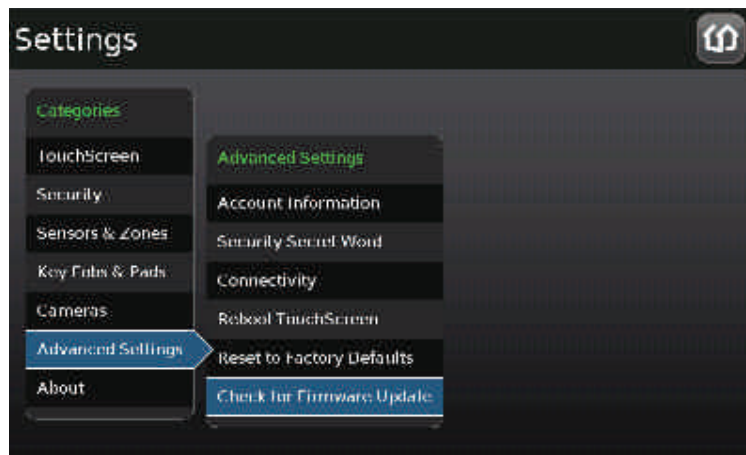 Settings
Categories
TouchScreen
Security
Sensors & Zones
Key Fobs & Pads
Cameras
Advanced Settings
About
Advanced Settings
Account Information
Security Secret Word
Connectivity
Reboot TouchScreen
Reset to Factory Defaults
Check for Firmware Update